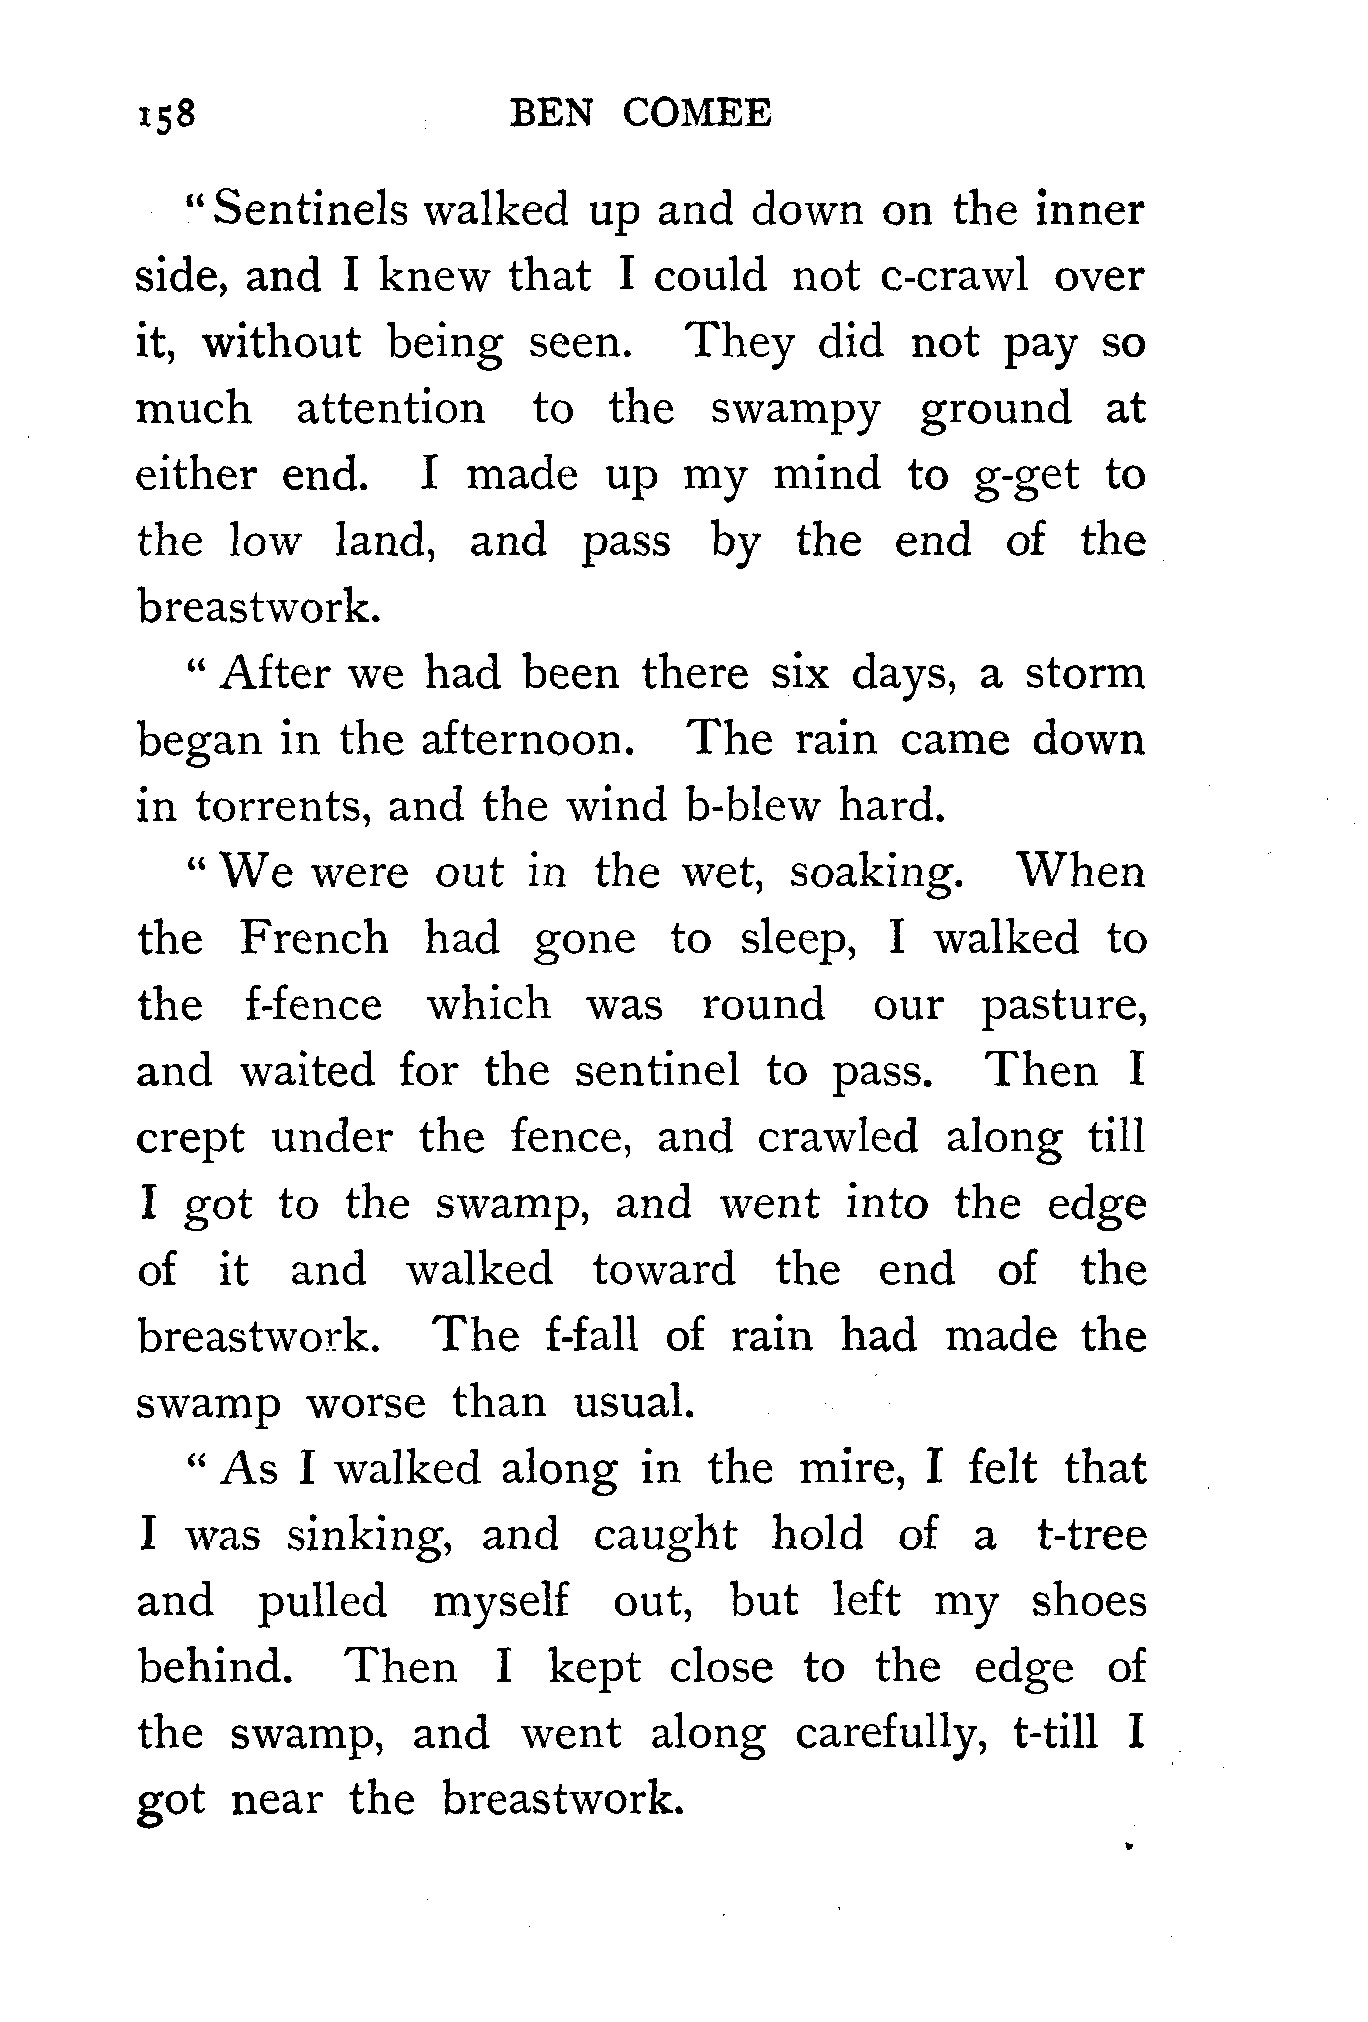 158 BEN COMEE
“Sentinels walked up and down on the inner
side, and I knew that I could not c-crawl over
it, without being seen. They did not pay so
much attention to the swampy ground at
either end. I made up my mind to g-get to
the low land, and pass by the end of the
breastwork.
“After we had been there six days, a storm
began in the afternoon. The rain came down
in torrents, and the wind b-blew hard.
“We were out in the wet, soaking. When
the French had gone to sleep, I walked to
the f-fence which was round our pasture,
and waited for the sentinel to pass. Then I
crept under the fence, and crawled along till
I got to the swamp, and went into the edge
of it and walked toward the end of the
breastwork. The f-fall of rain had made the
swamp worse than usual.
“As I walked along in the mire, I felt that
I was sinking, and caught hold of a t-tree
and pulled myself out, but left my shoes
behind. Then I kept close to the edge of
the swamp, and went along carefully, t-till I
got near the breastwork.